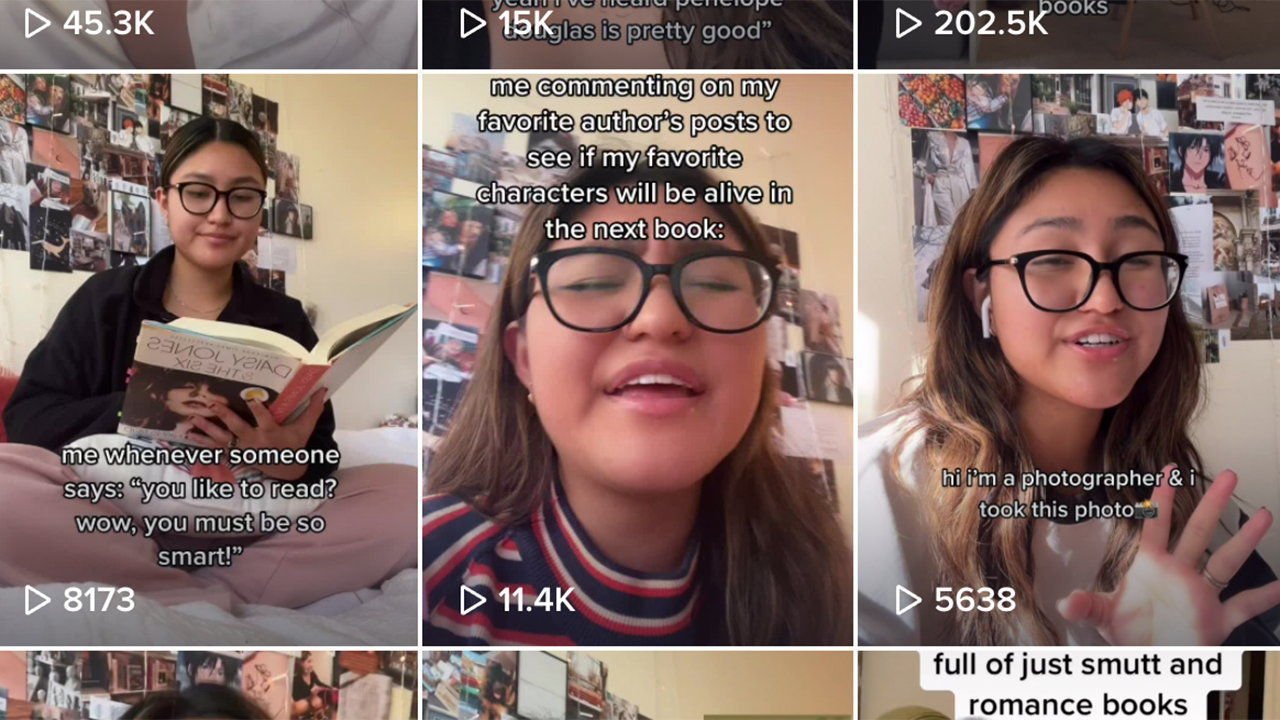 yeah i've heard penelope
douglas is pretty good”
books
45.3K
15K
202.5K
me commenting on my
favorite author's posts to
see if my favorite
characters will be alive in
the next book:
DAISY JONES
& THE SIX
me whenever someone
says: “you like to read?
wow, you must be so
smart!”
hi i'm a photographer & i
took this photo📸
8173
11.4K
5638
full of just smutt and
romance books